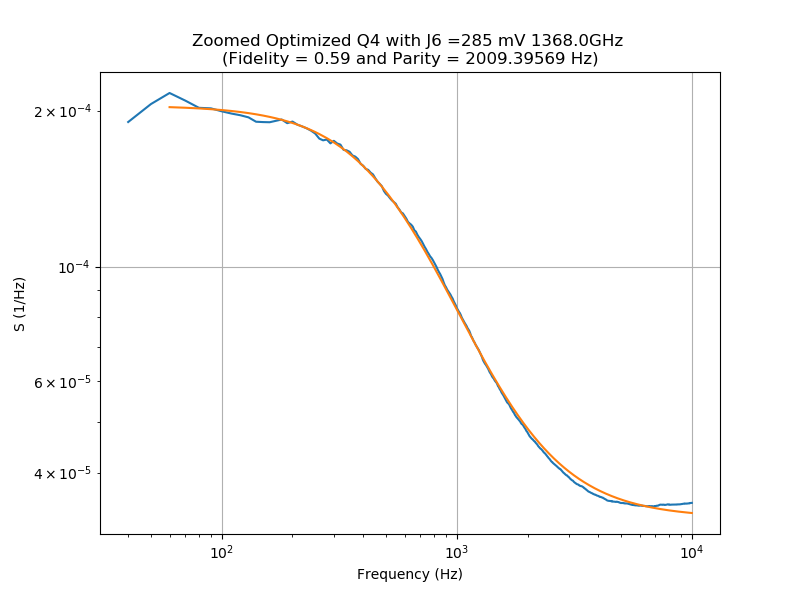 Zoomed Optimized Q4 with J6 =285 mV 1368.0GHz
(Fidelity = 0.59 and Parity = 2009.39569 Hz)
2 × 10⁻⁴
10⁻⁴
6 × 10⁻⁵
4 × 10⁻⁵
S (1/Hz)
10² 10³ 10⁴
Frequency (Hz)